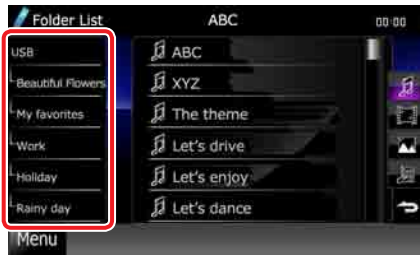 Folder List
ABC
00:00
USB
Beautiful Flowers
My favorites
Work
Holiday
Rainy day
ABC
XYZ
The theme
Let's drive
Let's enjoy
Let's dance
Menu